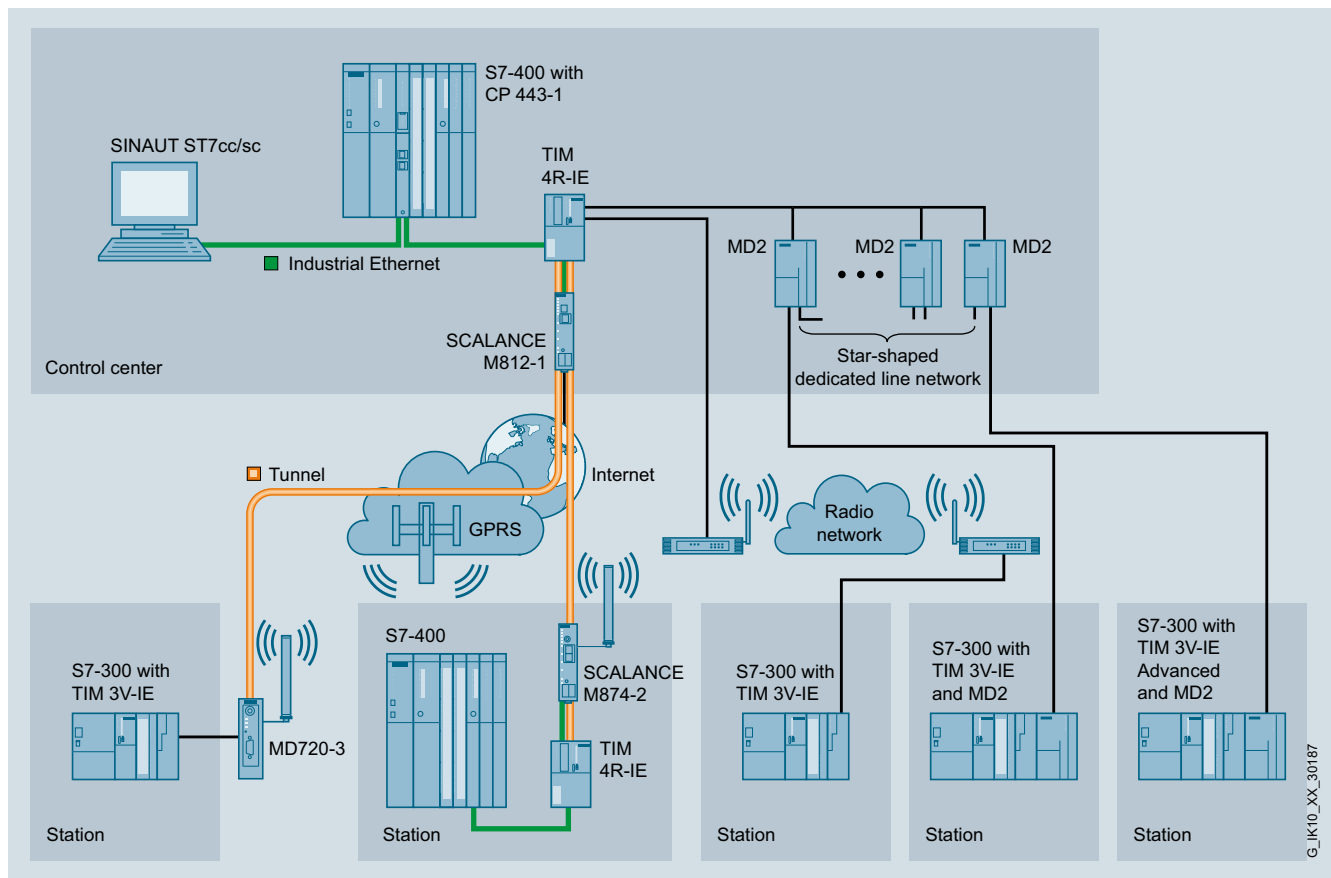 S7-400 with
CP 443-1
SINAUT ST7cc/sc
TIM
4R-IE
Industrial Ethernet
MD2
MD2
MD2
SCALANCE
M812-1
Star-shaped
dedicated line network
Control center
Tunnel
Internet
GPRS
Radio
network
S7-300 with
TIM 3V-IE
MD720-3
Station
S7-400
SCALANCE
M874-2
TIM
4R-IE
Station
S7-300 with
TIM 3V-IE
Station
S7-300 with
TIM 3V-IE
and MD2
Station
S7-300 with
TIM 3V-IE
Advanced
and MD2
Station
G_IK10_XX_30187